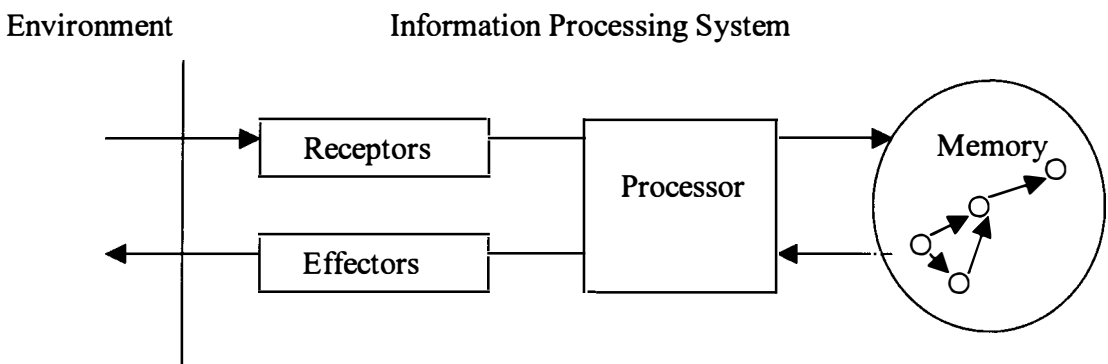 Environment
Information Processing System
Receptors
Memory
Processor
Effectors